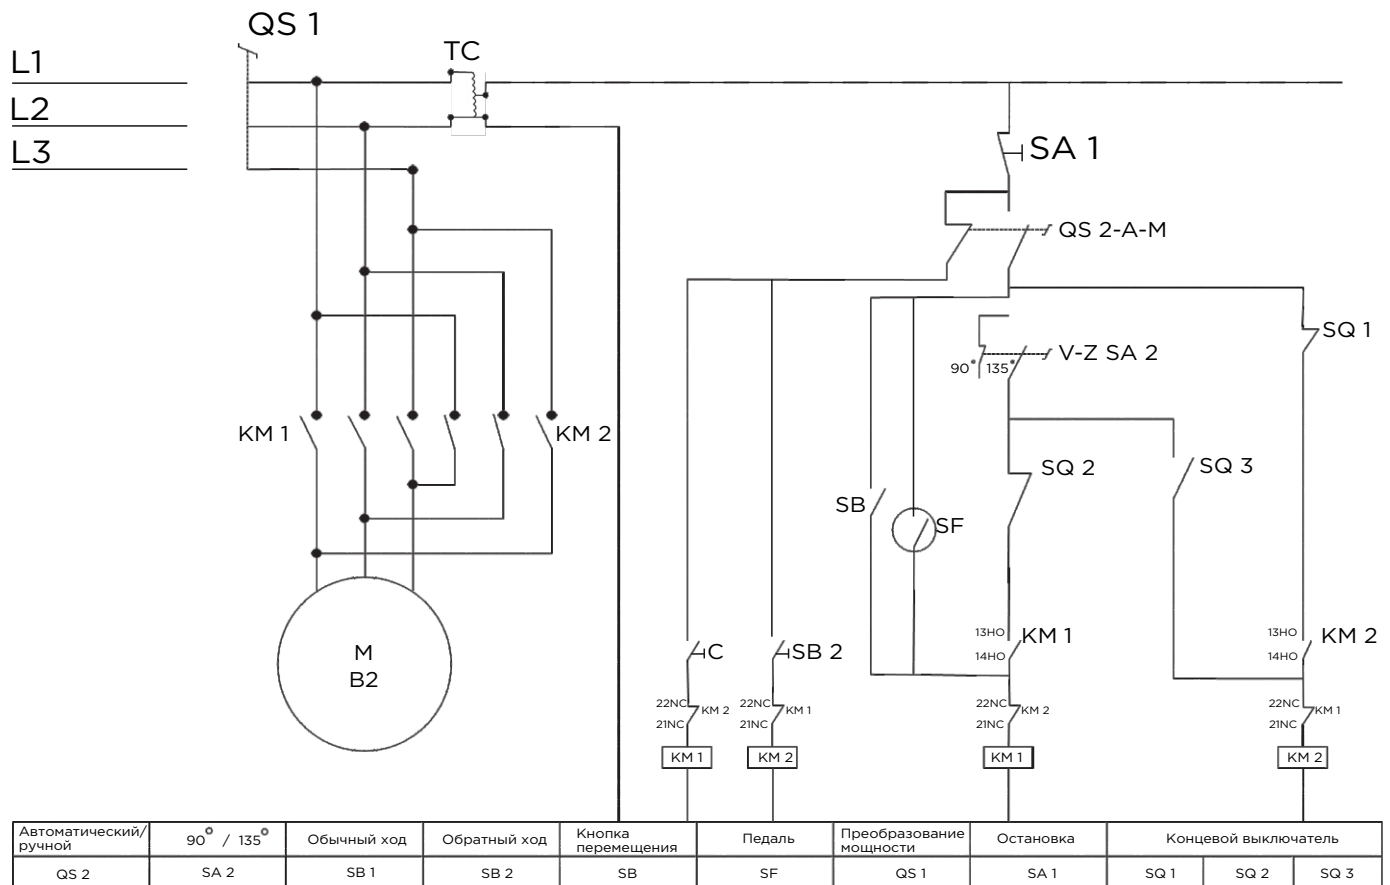 QS 1
TC
L1
L2
L3
SA 1
QS 2-A-M
SQ 1
V-Z SA 2
90° 135°
KM 1
KM 2
SQ 2
SQ 3
SB
SF
M
B2
C
SB 2
13HO
14HO
KM 1
13HO
14HO
KM 2
22NC
21NC
KM 2
22NC
21NC
KM 1
22NC
21NC
KM 2
22NC
21NC
KM 1
KM 1
KM 2
KM 1
KM 2
Автоматический/
ручной
90° / 135°
Обычный ход
Обратный ход
Кнопка
перемещения
Педаль
Преобразование
мощности
Остановка
Концевой выключатель
QS 2
SA 2
SB 1
SB 2
SB
SF
QS 1
SA 1
SQ 1
SQ 2
SQ 3